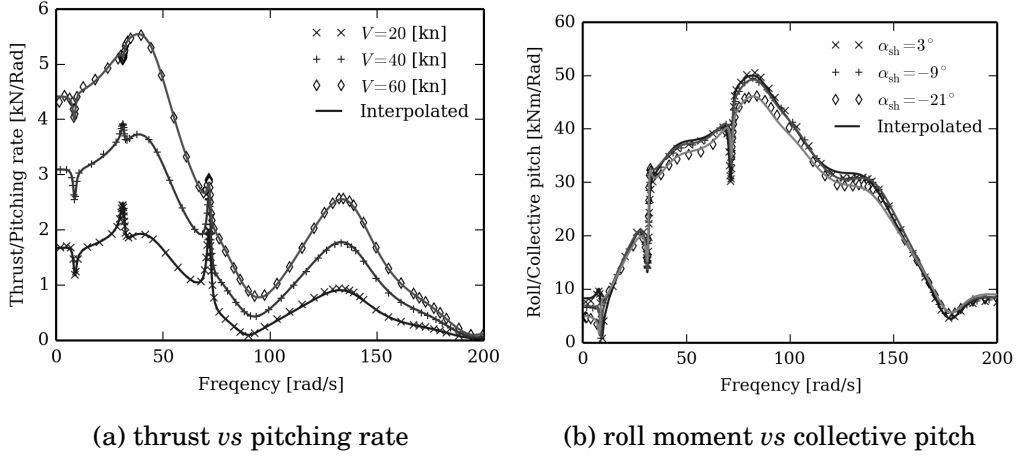 6
5
4
3
2
1
0
Thrust/Pitching rate [kN/Rad]
V=20 [kn]
V=40 [kn]
V=60 [kn]
Interpolated
0 50 100 150 200
Freqency [rad/s]
(a) thrust vs pitching rate
60
50
40
30
20
10
0
Roll/Collective pitch [kNm/Rad]
α_sh=3°
α_sh=−9°
α_sh=−21°
Interpolated
0 50 100 150 200
Freqency [rad/s]
(b) roll moment vs collective pitch